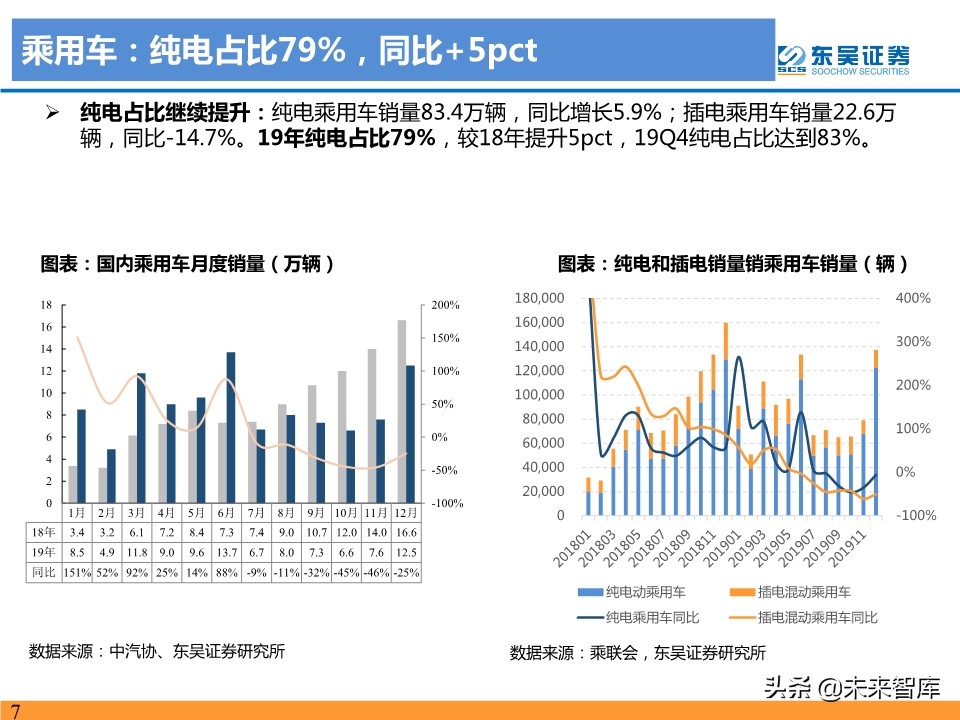 乘用车：纯电占比79%，同比+5pct
SCS
东吴证券
SOOCHOW SECURITIES
➢ 纯电占比继续提升：纯电乘用车销量83.4万辆，同比增长5.9%；插电乘用车销量22.6万
辆，同比-14.7%。19年纯电占比79%，较18年提升5pct，19Q4纯电占比达到83%。
图表：国内乘用车月度销量（万辆）
18 200%
16
14 150%
12 100%
10
8 50%
6 0%
4
2 -50%
0 -100%
1月 2月 3月 4月 5月 6月 7月 8月 9月 10月 11月 12月
18年 3.4 3.2 6.1 7.2 8.4 7.3 7.4 9.0 10.7 12.0 14.0 16.6
19年 8.5 4.9 11.8 9.0 9.6 13.7 6.7 8.0 7.3 6.6 7.6 12.5
同比 151% 52% 92% 25% 14% 88% -9% -11% -32% -45% -46% -25%
数据来源：中汽协、东吴证券研究所
图表：纯电和插电销量销乘用车销量（辆）
180,000 400%
160,000
140,000 300%
120,000
100,000 200%
80,000 100%
60,000
40,000 0%
20,000
0 -100%
201801 201803 201805 201807 201809 201811 201901 201903 201905 201907 201909 201911
纯电动乘用车 插电混动乘用车
纯电乘用车同比 插电混动乘用车同比
数据来源：乘联会，东吴证券研究所
头条 @未来智库
7